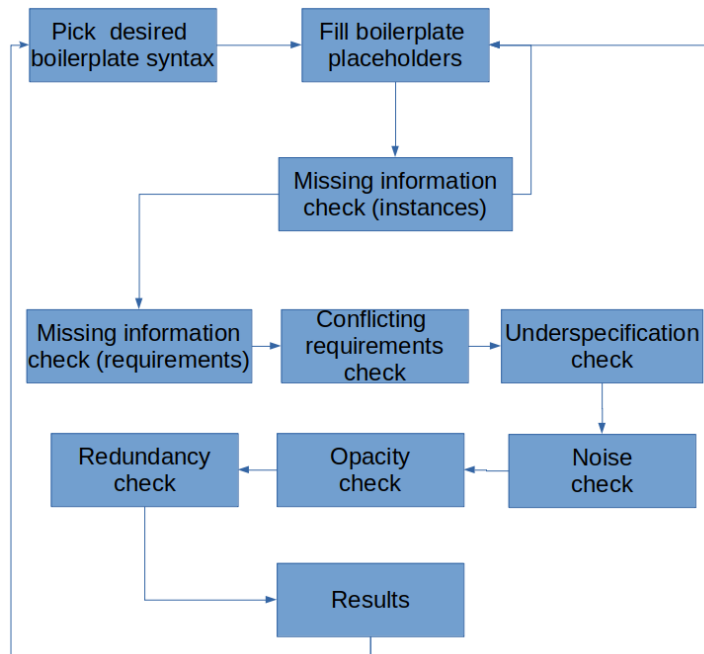 Pick desired
boilerplate syntax
Fill boilerplate
placeholders
Missing information
check (instances)
Missing information
check (requirements)
Conflicting
requirements
check
Underspecification
check
Noise
check
Opacity
check
Redundancy
check
Results